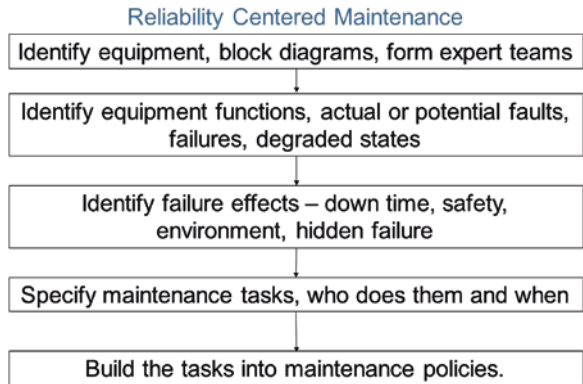 Reliability Centered Maintenance
Identify equipment, block diagrams, form expert teams
Identify equipment functions, actual or potential faults,
failures, degraded states
Identify failure effects – down time, safety,
environment, hidden failure
Specify maintenance tasks, who does them and when
Build the tasks into maintenance policies.